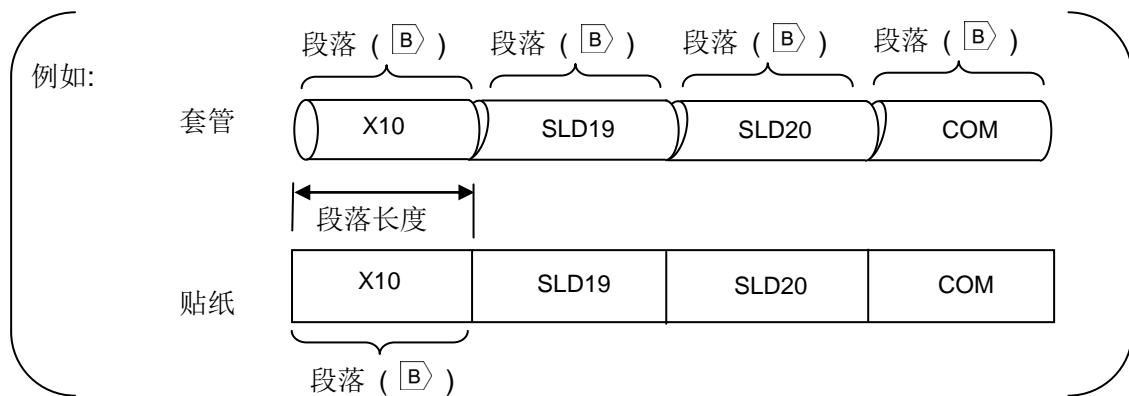 段落 ( B ) 段落 ( B ) 段落 ( B ) 段落 ( B )
例如:
套管 X10 SLD19 SLD20 COM
段落长度
贴纸 X10 SLD19 SLD20 COM
段落 ( B )